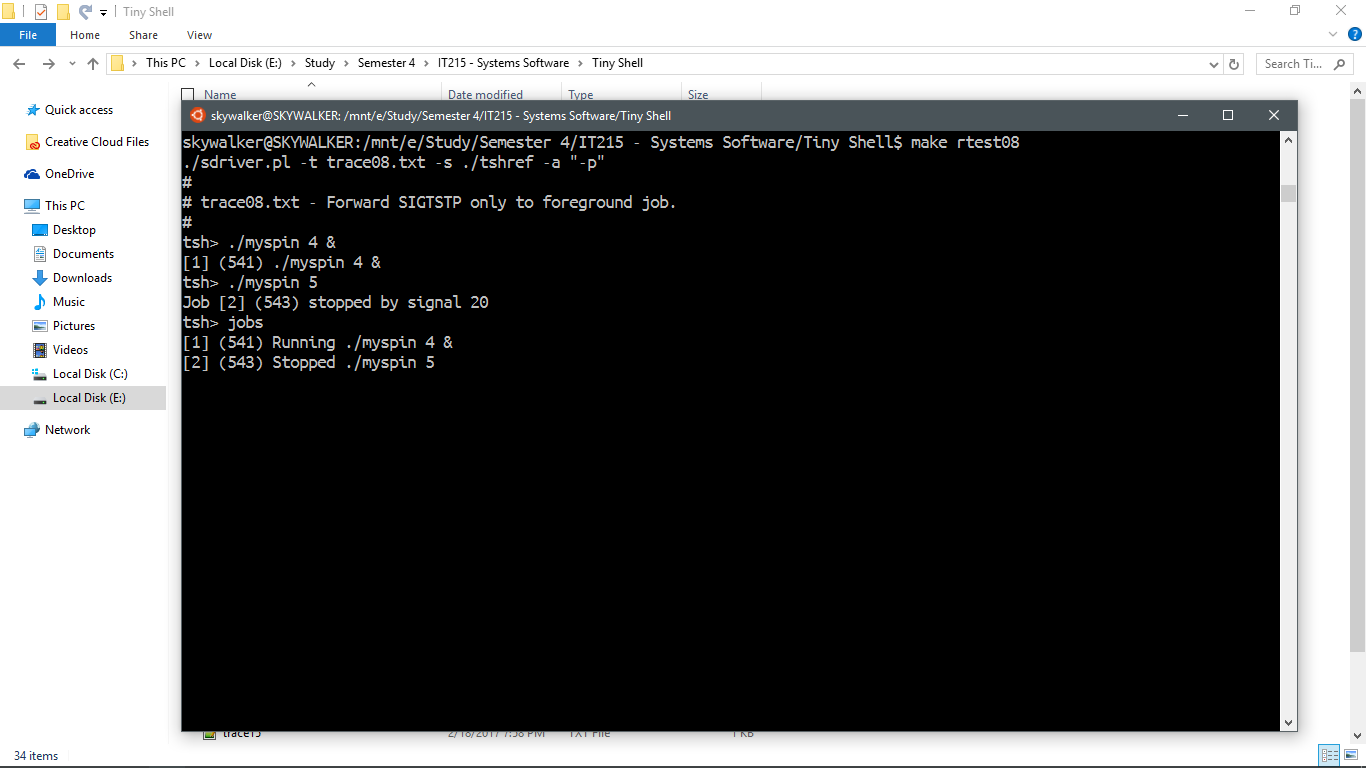 Tiny Shell
File Home Share View
This PC Local Disk (E:) Study Semester 4 IT215 - Systems Software Tiny Shell Search Ti...
Name Date modified Type Size
Quick access
Creative Cloud Files
OneDrive
This PC
Desktop
Documents
Downloads
Music
Pictures
Videos
Local Disk (C:)
Local Disk (E:)
Network
skywalker@SKYWALKER: /mnt/e/Study/Semester 4/IT215 - Systems Software/Tiny Shell
skywalker@SKYWALKER:/mnt/e/Study/Semester 4/IT215 - Systems Software/Tiny Shell$ make rtest08
./sdriver.pl -t trace08.txt -s ./tshref -a "-p"
#
# trace08.txt - Forward SIGTSTP only to foreground job.
#
tsh> ./myspin 4 &
[1] (541) ./myspin 4 &
tsh> ./myspin 5
Job [2] (543) stopped by signal 20
tsh> jobs
[1] (541) Running ./myspin 4 &
[2] (543) Stopped ./myspin 5
trace15 2/18/2017 7:58 PM TXT File 1 KB
34 items